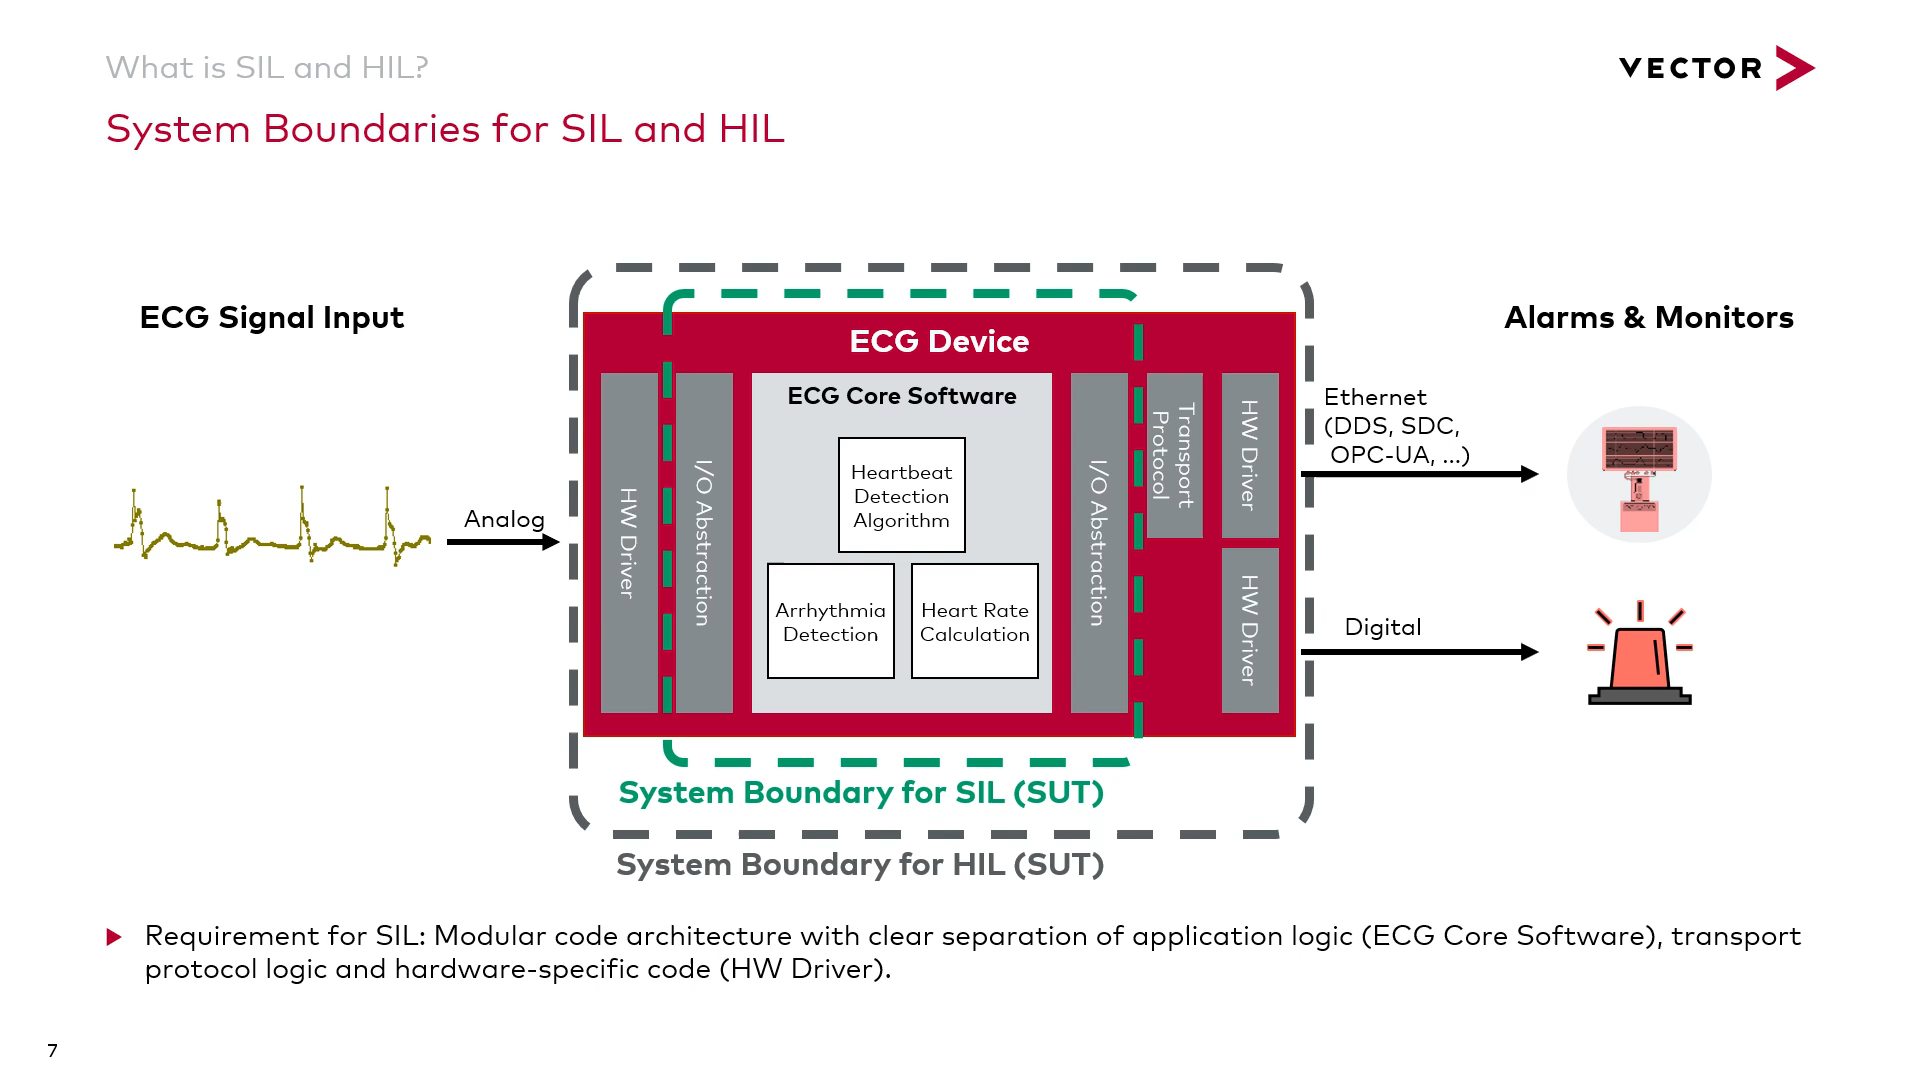 What is SIL and HIL?
VECTOR
System Boundaries for SIL and HIL
ECG Signal Input
Analog
ECG Device
HW Driver
I/O Abstraction
ECG Core Software
Heartbeat
Detection
Algorithm
Arrhythmia
Detection
Heart Rate
Calculation
I/O Abstraction
Transport
Protocol
HW Driver
HW Driver
Alarms & Monitors
Ethernet
(DDS, SDC,
OPC-UA, ...)
Digital
System Boundary for SIL (SUT)
System Boundary for HIL (SUT)
Requirement for SIL: Modular code architecture with clear separation of application logic (ECG Core Software), transport
protocol logic and hardware-specific code (HW Driver).
7